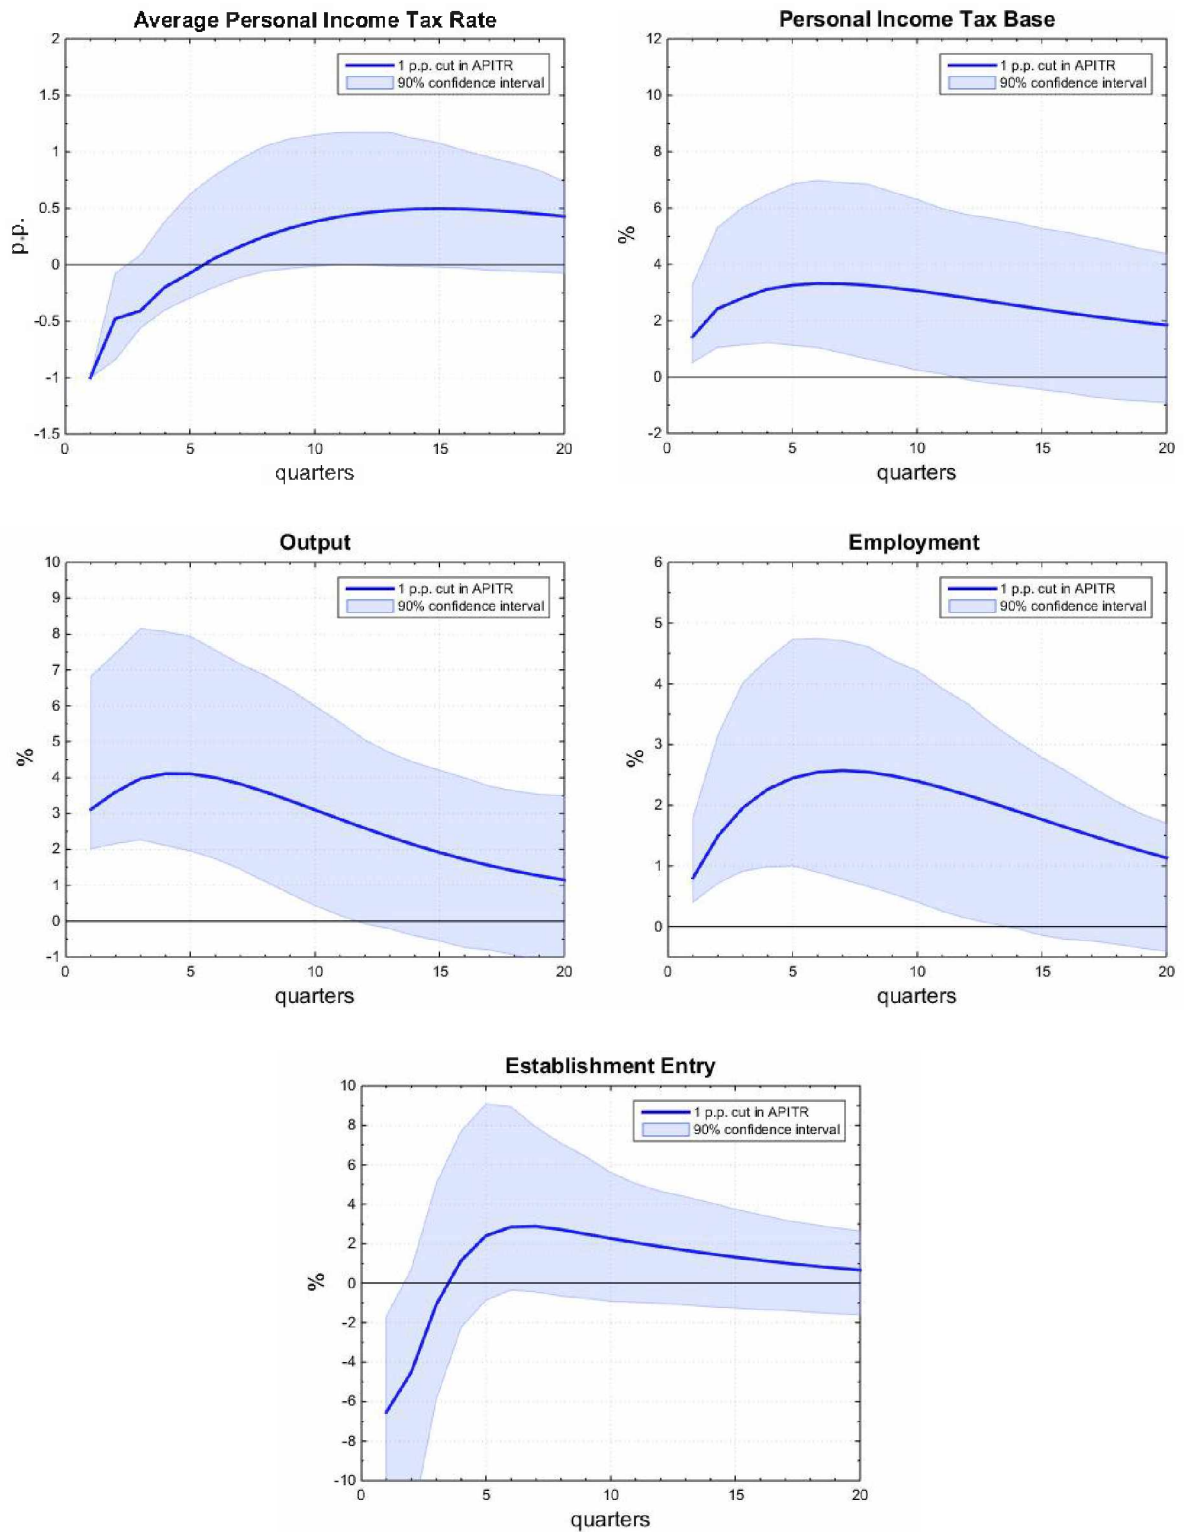 Average Personal Income Tax Rate
2
1.5
1
0.5
0
-0.5
-1
-1.5
p.p.
1 p.p. cut in APITR
90% confidence interval
0 5 10 15 20
quarters
Personal Income Tax Base
12
10
8
6
4
2
0
-2
%
1 p.p. cut in APITR
90% confidence interval
0 5 10 15 20
quarters
Output
10
9
8
7
6
5
4
3
2
1
0
-1
%
1 p.p. cut in APITR
90% confidence interval
0 5 10 15 20
quarters
Employment
6
5
4
3
2
1
0
%
1 p.p. cut in APITR
90% confidence interval
0 5 10 15 20
quarters
Establishment Entry
10
8
6
4
2
0
-2
-4
-6
-8
-10
%
1 p.p. cut in APITR
90% confidence interval
0 5 10 15 20
quarters